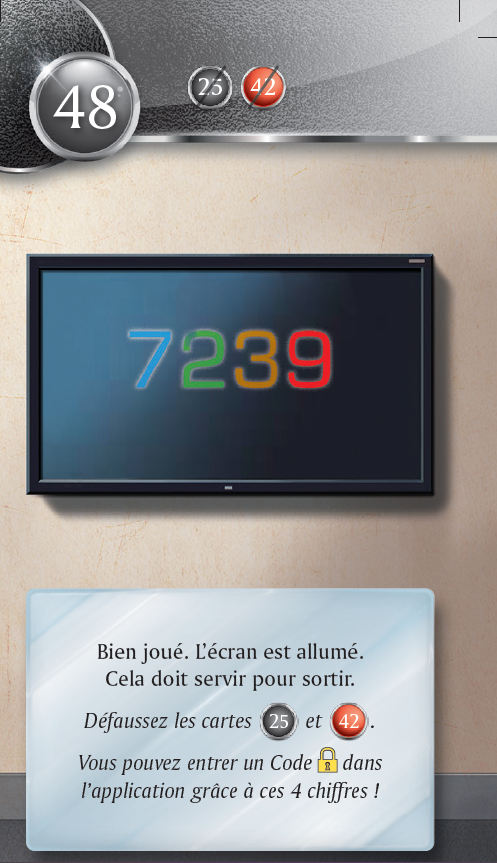 48
25 42
7239
Bien joué. L'écran est allumé.
Cela doit servir pour sortir.
Défaussez les cartes 25 et 42.
Vous pouvez entrer un Code dans
l'application grâce à ces 4 chiffres !